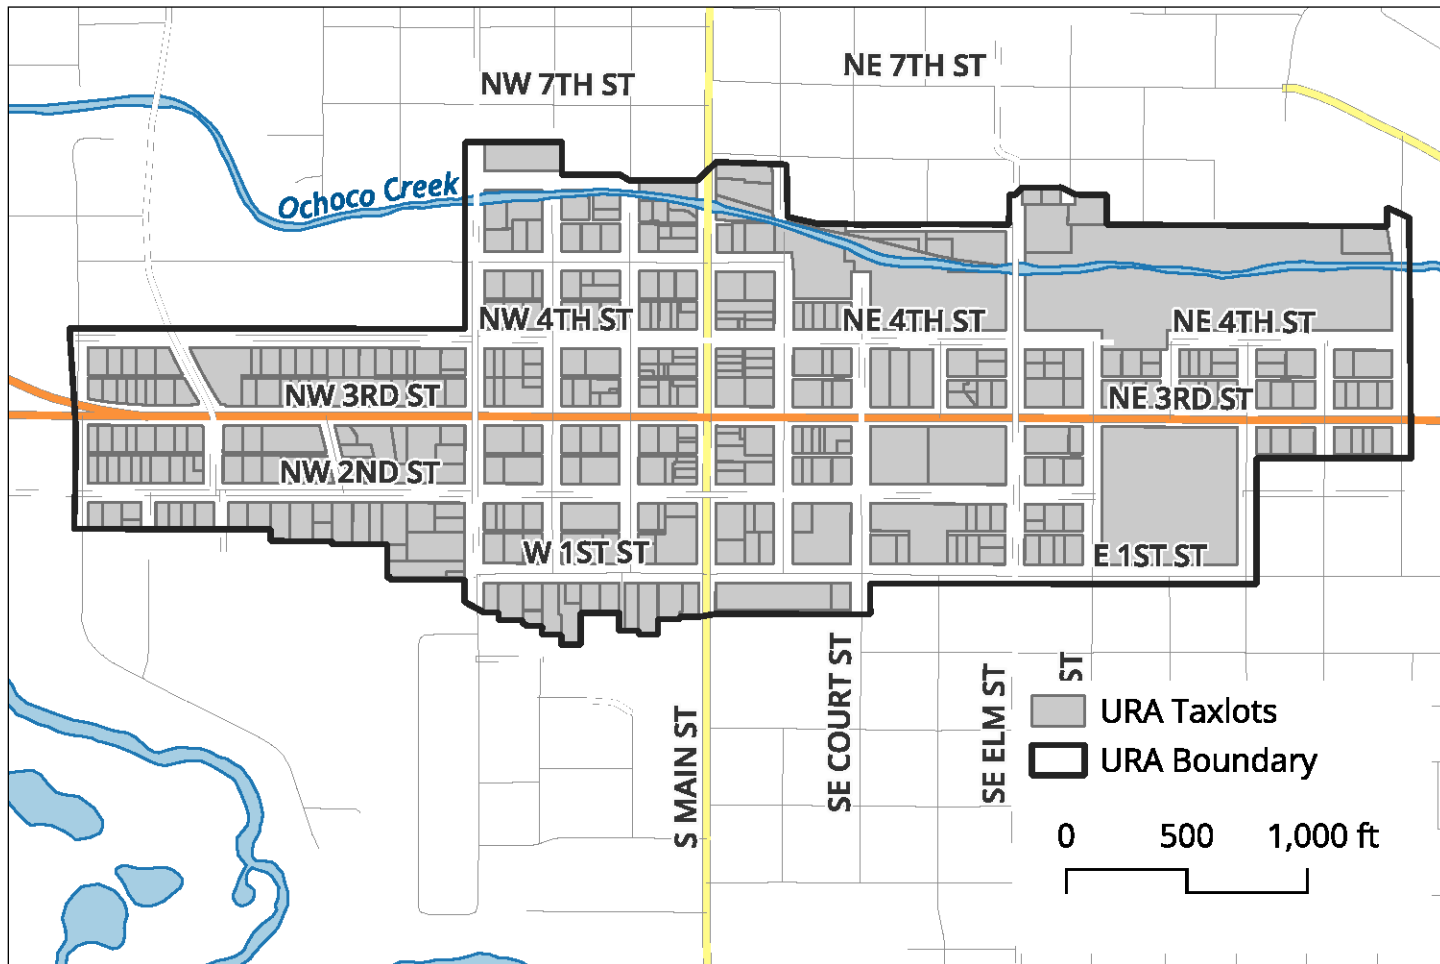 NE 7TH ST
NW 7TH ST
Ochoco Creek
NW 4TH ST
NE 4TH ST
NE 4TH ST
NW 3RD ST
NE 3RD ST
NW 2ND ST
W 1ST ST
E 1ST ST
S MAIN ST
SE COURT ST
SE ELM ST
ST
URA Taxlots
URA Boundary
0 500 1,000 ft